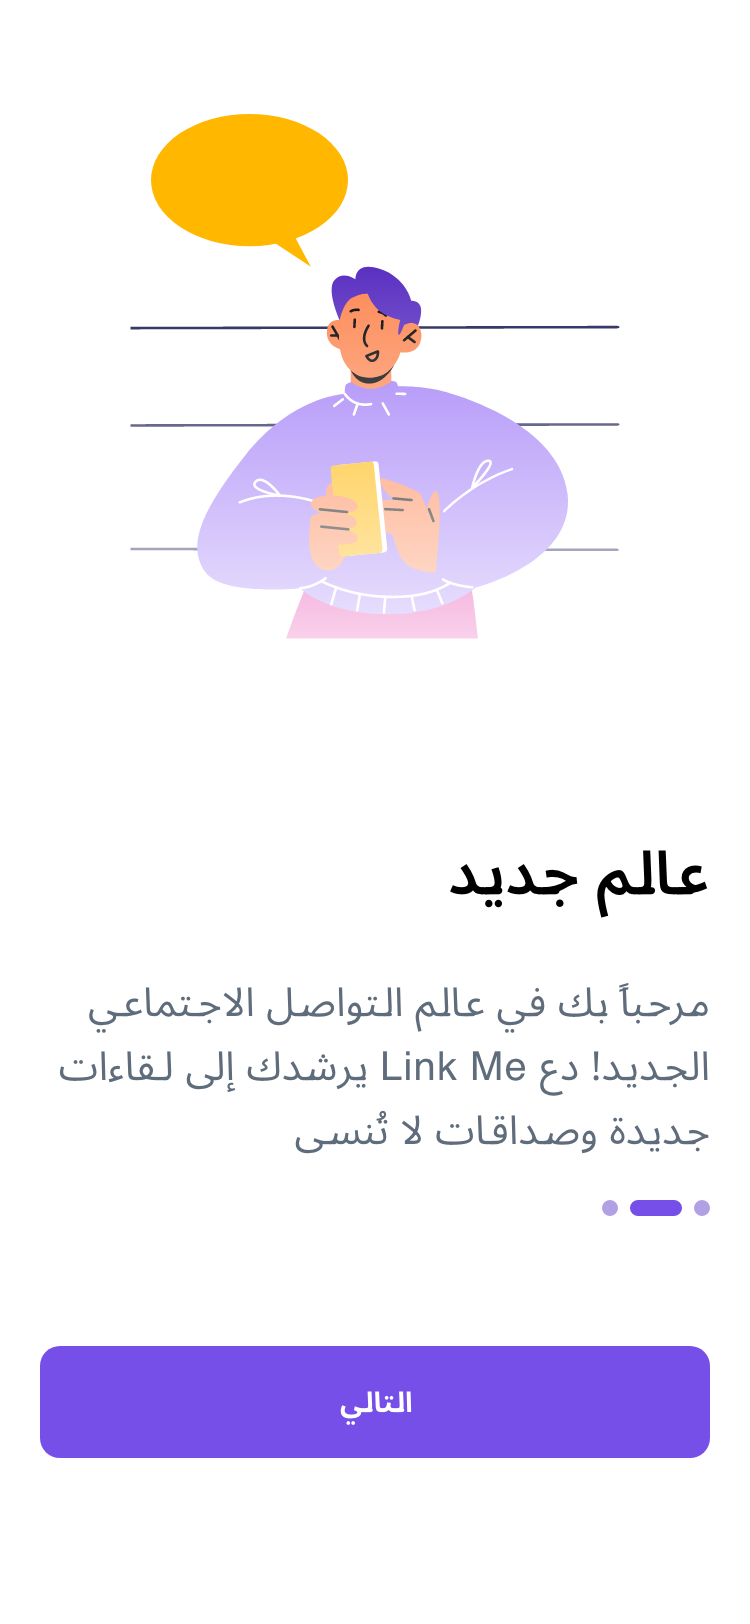 عالم جديد
مرحباً بك في عالم التواصل الاجتماعي
الجديد! دع Link Me يرشدك إلى لقاءات
جديدة وصداقات لا تُنسى
التالي